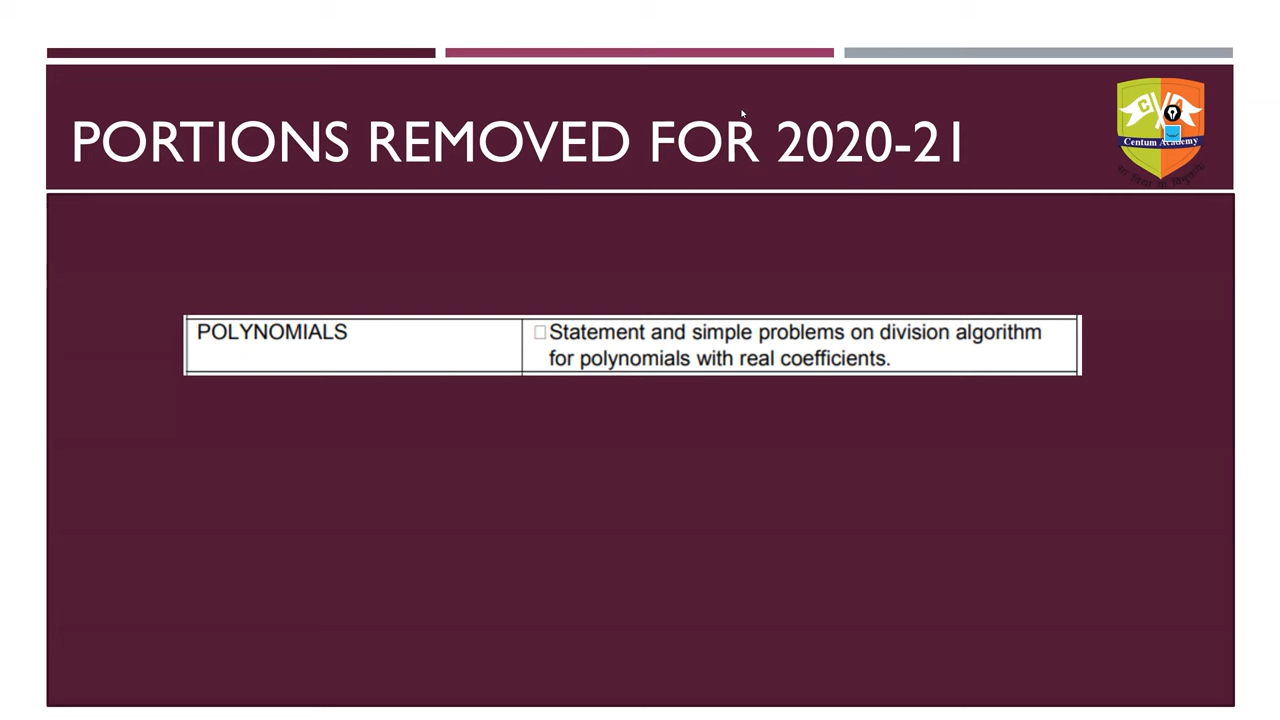 PORTIONS REMOVED FOR 2020-21
C A
Centum Academy
POLYNOMIALS
Statement and simple problems on division algorithm
for polynomials with real coefficients.